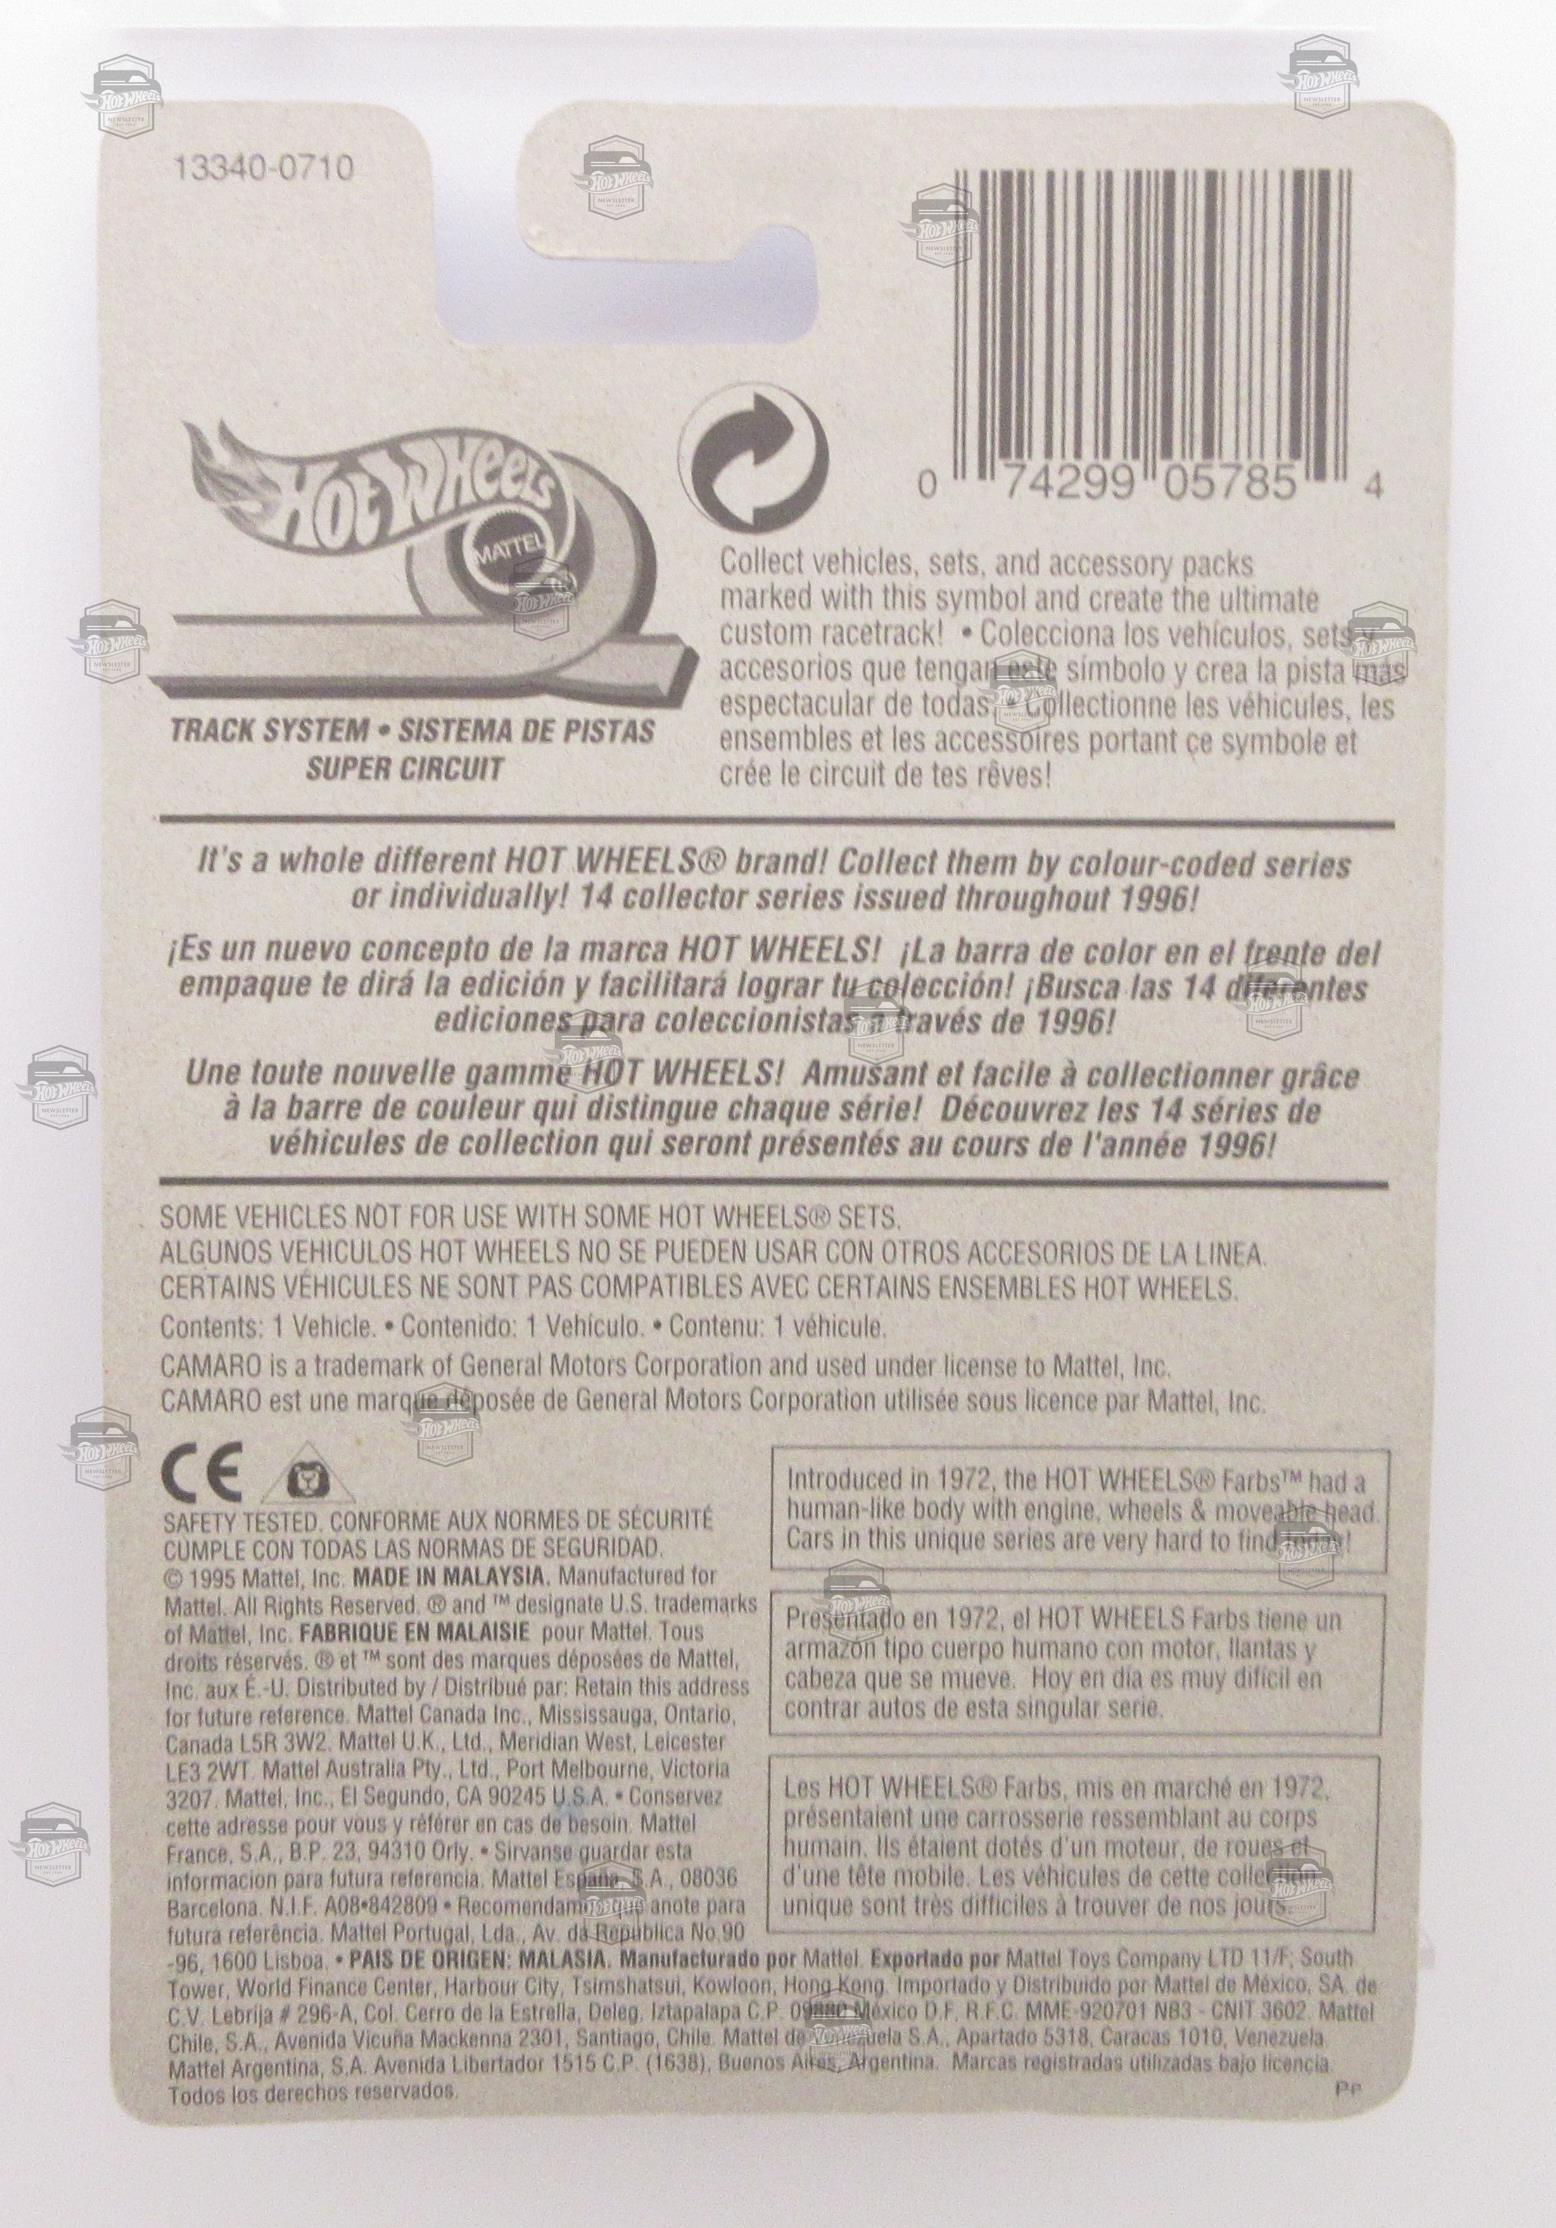 13340-0710
0 74299 05785 4
HOT WHEELS
MATTEL
TRACK SYSTEM • SISTEMA DE PISTAS
SUPER CIRCUIT
Collect vehicles, sets, and accessory packs
marked with this symbol and create the ultimate
custom racetrack! • Colecciona los vehículos, sets y
accesorios que tengan este símbolo y crea la pista más
espectacular de todas! • Collectionne les véhicules, les
ensembles et les accessoires portant ce symbole et
crée le circuit de tes rêves!
It's a whole different HOT WHEELS® brand! Collect them by colour-coded series
or individually! 14 collector series issued throughout 1996!
¡Es un nuevo concepto de la marca HOT WHEELS! ¡La barra de color en el frente del
empaque te dirá la edición y facilitará lograr tu colección! ¡Busca las 14 diferentes
ediciones para coleccionistas a través de 1996!
Une toute nouvelle gamme HOT WHEELS! Amusant et facile à collectionner grâce
à la barre de couleur qui distingue chaque série! Découvrez les 14 séries de
véhicules de collection qui seront présentés au cours de l'année 1996!
SOME VEHICLES NOT FOR USE WITH SOME HOT WHEELS® SETS.
ALGUNOS VEHICULOS HOT WHEELS NO SE PUEDEN USAR CON OTROS ACCESORIOS DE LA LINEA.
CERTAINS VÉHICULES NE SONT PAS COMPATIBLES AVEC CERTAINS ENSEMBLES HOT WHEELS.
Contents: 1 Vehicle. • Contenido: 1 Vehículo. • Contenu: 1 véhicule.
CAMARO is a trademark of General Motors Corporation and used under license to Mattel, Inc.
CAMARO est une marque déposée de General Motors Corporation utilisée sous licence par Mattel, Inc.
CE
SAFETY TESTED. CONFORME AUX NORMES DE SÉCURITÉ
CUMPLE CON TODAS LAS NORMAS DE SEGURIDAD.
© 1995 Mattel, Inc. MADE IN MALAYSIA. Manufactured for
Mattel. All Rights Reserved. ® and ™ designate U.S. trademarks
of Mattel, Inc. FABRIQUE EN MALAISIE pour Mattel. Tous
droits réservés. ® et ™ sont des marques déposées de Mattel,
Inc. aux É.-U. Distributed by / Distribué par: Retain this address
for future reference. Mattel Canada Inc., Mississauga, Ontario,
Canada L5R 3W2. Mattel U.K., Ltd., Meridian West, Leicester
LE3 2WT. Mattel Australia Pty., Ltd., Port Melbourne, Victoria
3207. Mattel, Inc., El Segundo, CA 90245 U.S.A. • Conservez
cette adresse pour vous y référer en cas de besoin. Mattel
France, S.A., B.P. 23, 94310 Orly. • Sirvanse guardar esta
informacion para futura referencia. Mattel España, S.A., 08036
Barcelona. N.I.F. A08•842809 • Recomendamos que anote para
futura referência. Mattel Portugal, Lda., Av. da República No.90
-96, 1600 Lisboa. • PAIS DE ORIGEN: MALASIA. Manufacturado por Mattel. Exportado por Mattel Toys Company LTD 11/F, South
Tower, World Finance Center, Harbour City, Tsimshatsui, Kowloon, Hong Kong. Importado y Distribuido por Mattel de México, SA. de
C.V. Lebrija # 296-A, Col. Cerro de la Estrella, Deleg. Iztapalapa C.P. 09880 México D.F. R.F.C. MME-920701 NB3 - CNIT 3602. Mattel
Chile, S.A., Avenida Vicuña Mackenna 2301, Santiago, Chile. Mattel de Venezuela S.A., Apartado 5318, Caracas 1010, Venezuela.
Mattel Argentina, S.A. Avenida Libertador 1515 C.P. (1638), Buenos Aires, Argentina. Marcas registradas utilizadas bajo licencia.
Todos los derechos reservados.
Introduced in 1972, the HOT WHEELS® Farbs™ had a
human-like body with engine, wheels & moveable head.
Cars in this unique series are very hard to find today!
Presentado en 1972, el HOT WHEELS Farbs tiene un
armazón tipo cuerpo humano con motor, llantas y
cabeza que se mueve. Hoy en día es muy difícil en
contrar autos de esta singular serie.
Les HOT WHEELS® Farbs, mis en marché en 1972,
présentaient une carrosserie ressemblant au corps
humain. Ils étaient dotés d'un moteur, de roues et
d'une tête mobile. Les véhicules de cette collection
unique sont très difficiles à trouver de nos jours.